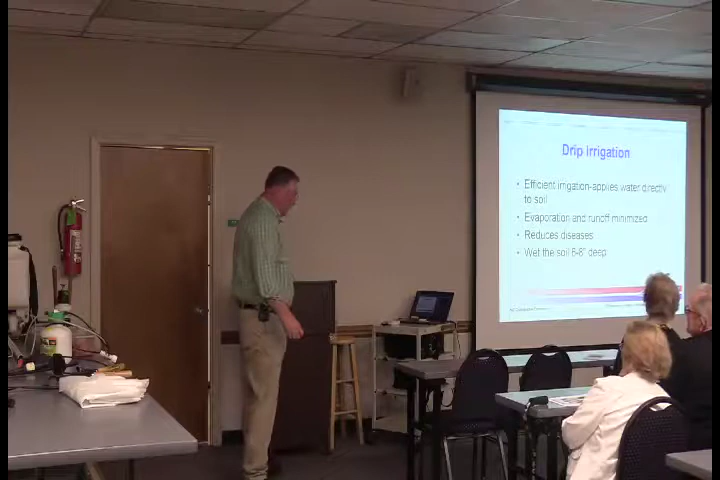 Drip Irrigation
• Efficient irrigation-applies water directly
to soil
• Evaporation and runoff minimized
• Reduces diseases
• Wet the soil 6-8" deep